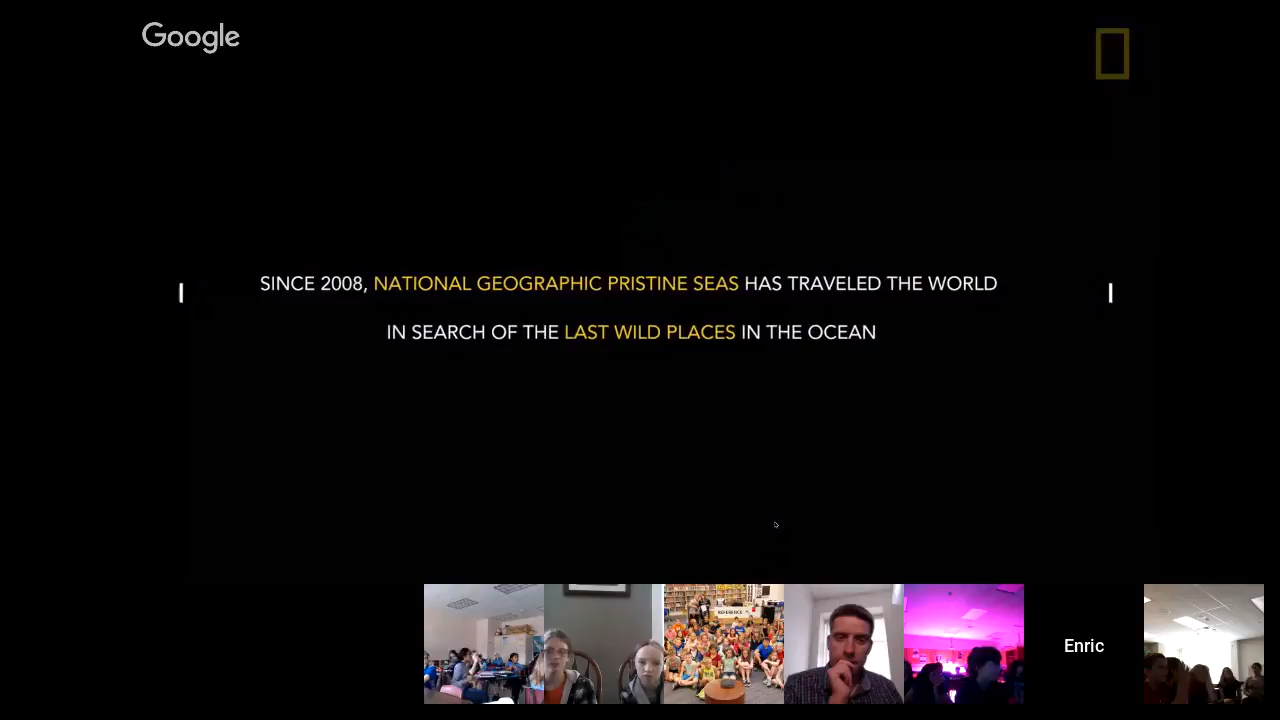 Google
SINCE 2008, NATIONAL GEOGRAPHIC PRISTINE SEAS HAS TRAVELED THE WORLD
IN SEARCH OF THE LAST WILD PLACES IN THE OCEAN
REFERENCE
Enric